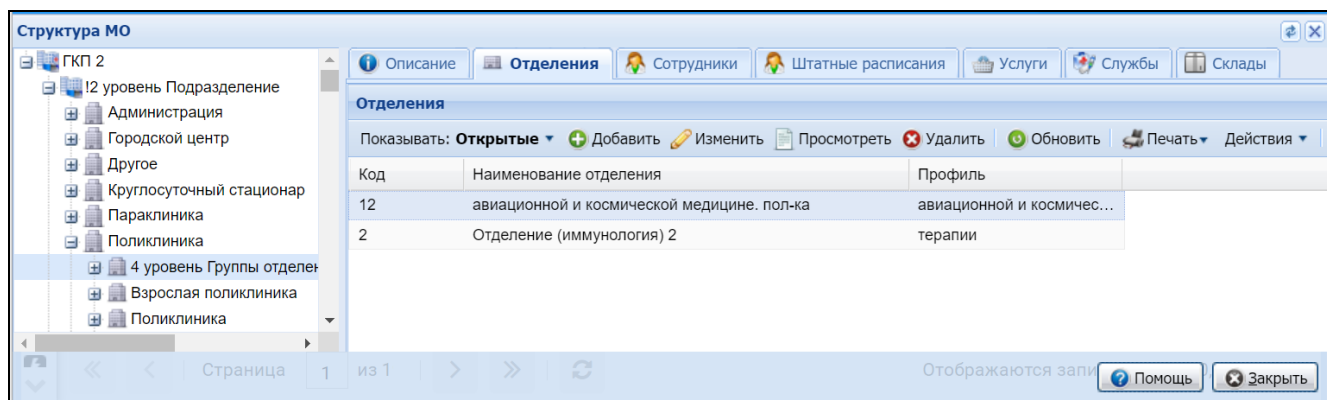 Структура МО
ГКП 2
!2 уровень Подразделение
Администрация
Городской центр
Другое
Круглосуточный стационар
Параклиника
Поликлиника
4 уровень Группы отделен
Взрослая поликлиника
Поликлиника
Описание Отделения Сотрудники Штатные расписания Услуги Службы Склады
Отделения
Показывать: Открытые Добавить Изменить Просмотреть Удалить Обновить Печать Действия
Код Наименование отделения Профиль
12 авиационной и космической медицине. пол-ка авиационной и космичес...
2 Отделение (иммунология) 2 терапии
Страница 1 из 1 Отображаются запи
Помощь Закрыть